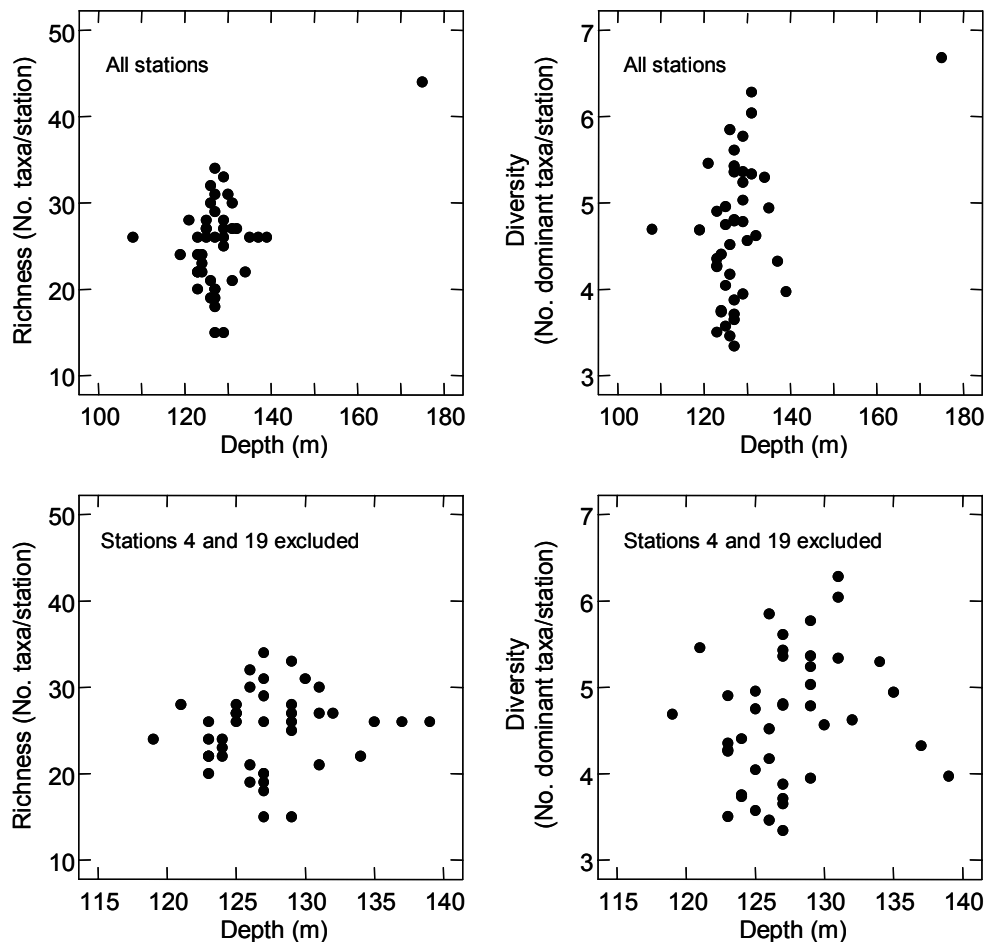 Richness (No. taxa/station)
50
40
30
20
10
All stations
100 120 140 160 180
Depth (m)
Diversity
(No. dominant taxa/station)
7
6
5
4
3
All stations
100 120 140 160 180
Depth (m)
Richness (No. taxa/station)
50
40
30
20
10
Stations 4 and 19 excluded
115 120 125 130 135 140
Depth (m)
Diversity
(No. dominant taxa/station)
7
6
5
4
3
Stations 4 and 19 excluded
115 120 125 130 135 140
Depth (m)